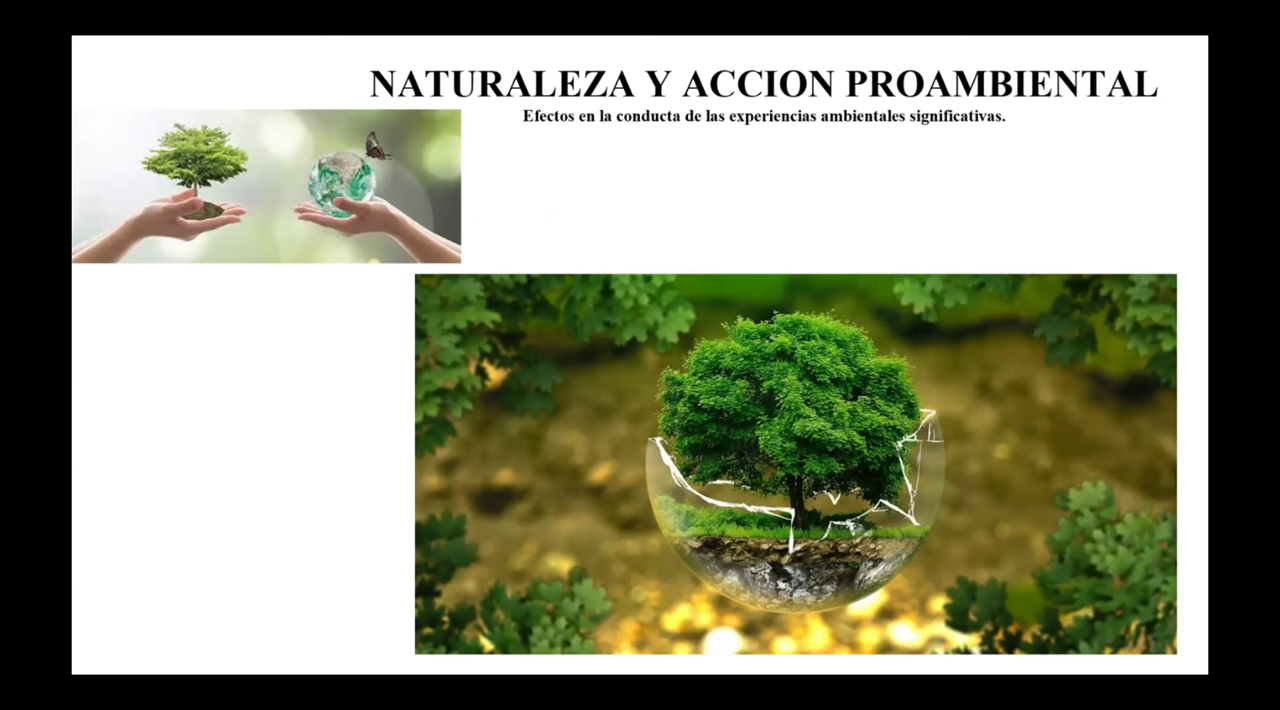 NATURALEZA Y ACCION PROAMBIENTAL
Efectos en la conducta de las experiencias ambientales significativas.